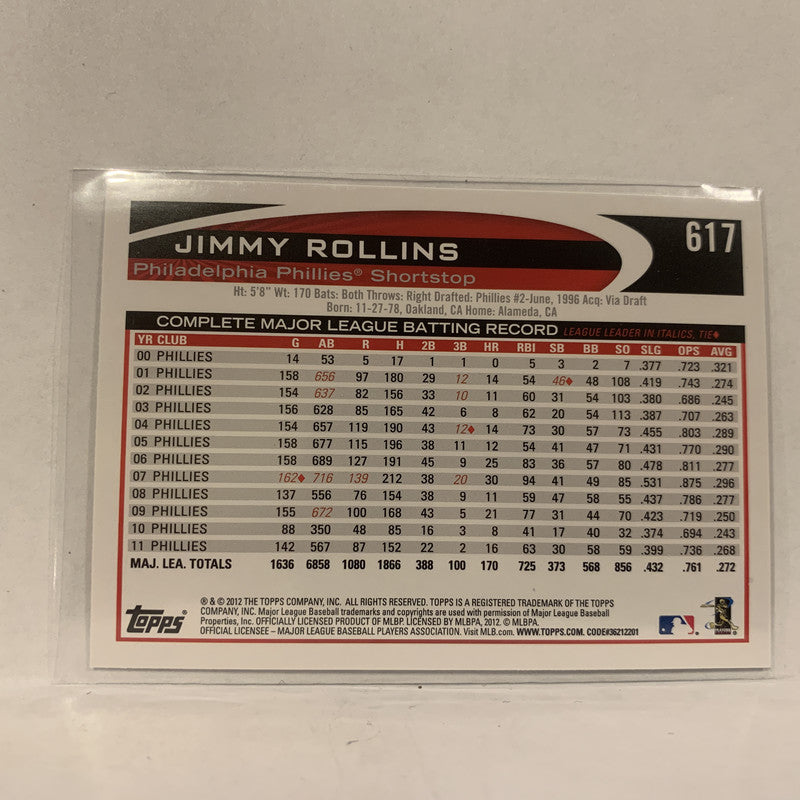 617
JIMMY ROLLINS
Philadelphia Phillies® Shortstop
Ht: 5'8" Wt: 170 Bats: Both Throws: Right Drafted: Phillies #2-June, 1996 Acq: Via Draft
Born: 11-27-78, Oakland, CA Home: Alameda, CA
COMPLETE MAJOR LEAGUE BATTING RECORD LEAGUE LEADER IN ITALICS, TIE♦
YR CLUB G AB R H 2B 3B HR RBI SB BB SO SLG OPS AVG
00 PHILLIES 14 53 5 17 1 1 0 5 3 2 7 .377 .723 .321
01 PHILLIES 158 656 97 180 29 12 14 54 46♦ 48 108 .419 .743 .274
02 PHILLIES 154 637 82 156 33 10 11 60 31 54 103 .380 .686 .245
03 PHILLIES 156 628 85 165 42 6 8 62 20 54 113 .387 .707 .263
04 PHILLIES 154 657 119 190 43 12♦ 14 73 30 57 73 .455 .803 .289
05 PHILLIES 158 677 115 196 38 11 12 54 41 47 71 .431 .770 .290
06 PHILLIES 158 689 127 191 45 9 25 83 36 57 80 .478 .811 .277
07 PHILLIES 162♦ 716 139 212 38 20 30 94 41 49 85 .531 .875 .296
08 PHILLIES 137 556 76 154 38 9 11 59 47 58 55 .437 .786 .277
09 PHILLIES 155 672 100 168 43 5 21 77 31 44 70 .423 .719 .250
10 PHILLIES 88 350 48 85 16 3 8 41 17 40 32 .374 .694 .243
11 PHILLIES 142 567 87 152 22 2 16 63 30 58 59 .399 .736 .268
MAJ. LEA. TOTALS 1636 6858 1080 1866 388 100 170 725 373 568 856 .432 .761 .272
TOPPS®
® & © 2012 THE TOPPS COMPANY, INC. ALL RIGHTS RESERVED. TOPPS IS A REGISTERED TRADEMARK OF THE TOPPS
COMPANY, INC. Major League Baseball trademarks and copyrights are used with permission of Major League Baseball
Properties, Inc. OFFICIALLY LICENSED PRODUCT OF MLBP. LICENSED BY MLBPA, 2012. © MLBPA.
OFFICIAL LICENSEE – MAJOR LEAGUE BASEBALL PLAYERS ASSOCIATION. Visit MLB.com. WWW.TOPPS.COM. CODE#36212201